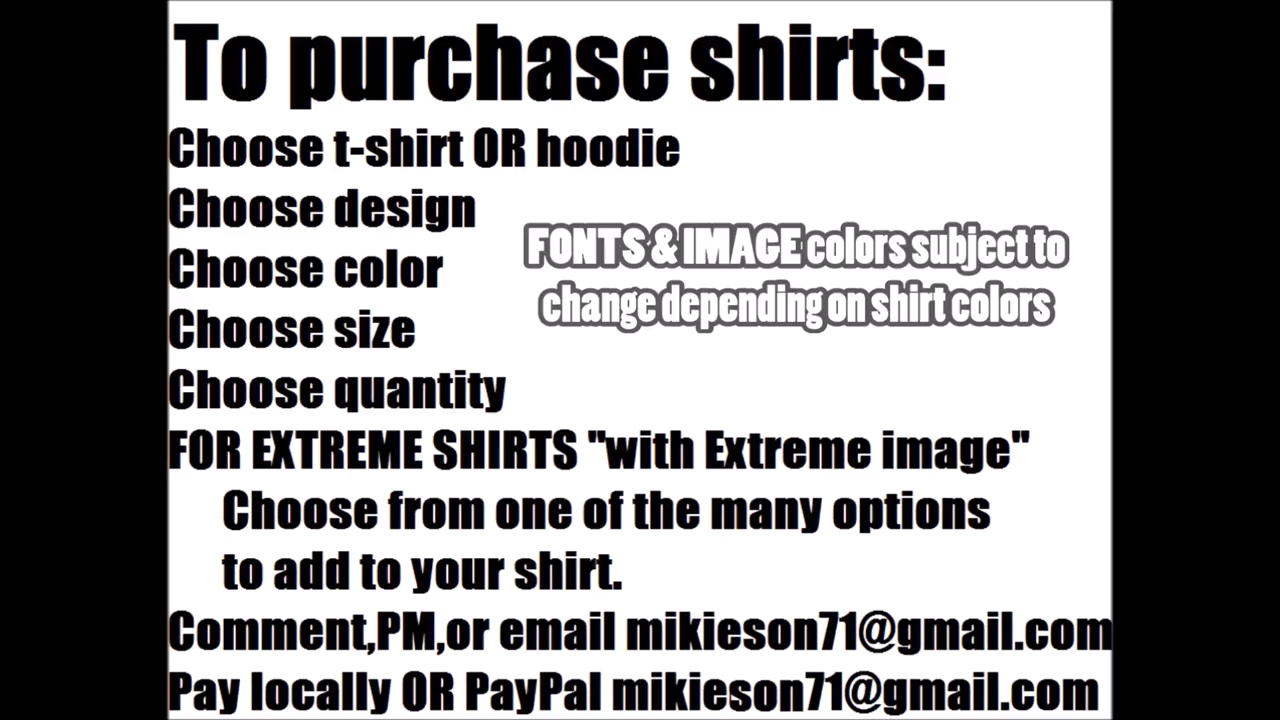 To purchase shirts:
Choose t-shirt OR hoodie
Choose design
FONTS & IMAGE colors subject to
change depending on shirt colors
Choose color
Choose size
Choose quantity
FOR EXTREME SHIRTS "with Extreme image"
Choose from one of the many options
to add to your shirt.
Comment,PM,or email mikieson71@gmail.com
Pay locally OR PayPal mikieson71@gmail.com